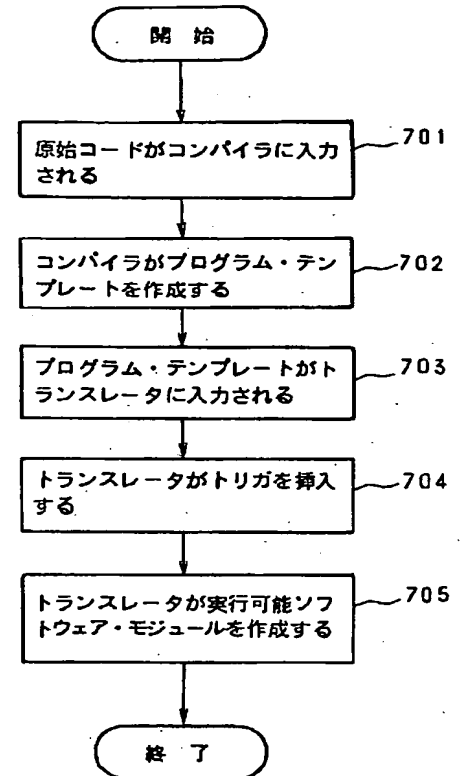 開 始
原始コードがコンパイラに入力
される
701
コンパイラがプログラム・テン
プレートを作成する
702
プログラム・テンプレートがト
ランスレータに入力される
703
トランスレータがトリガを挿入
する
704
トランスレータが実行可能ソフ
トウェア・モジュールを作成する
705
終 了